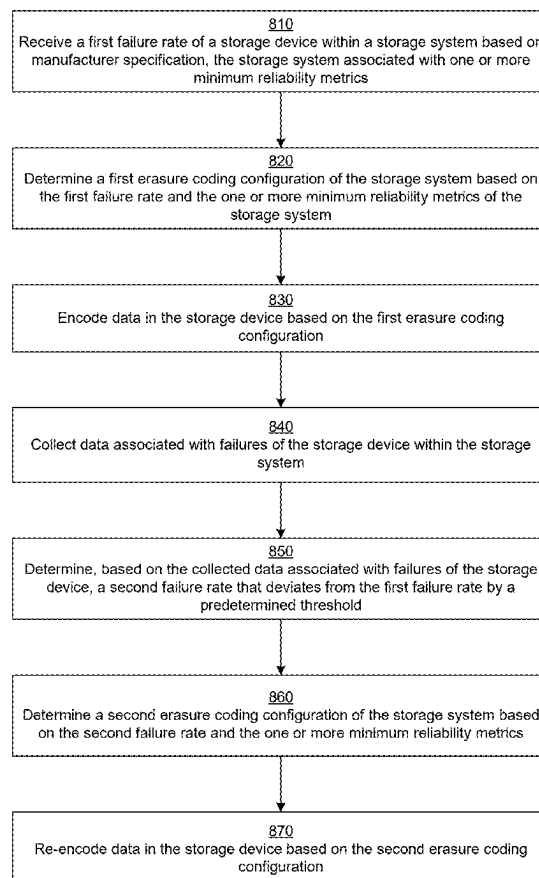 810
Receive a first failure rate of a storage device within a storage system based on
manufacturer specification, the storage system associated with one or more
minimum reliability metrics
820
Determine a first erasure coding configuration of the storage system based on
the first failure rate and the one or more minimum reliability metrics of the
storage system
830
Encode data in the storage device based on the first erasure coding
configuration
840
Collect data associated with failures of the storage device within the storage
system
850
Determine, based on the collected data associated with failures of the storage
device, a second failure rate that deviates from the first failure rate by a
predetermined threshold
860
Determine a second erasure coding configuration of the storage system based
on the second failure rate and the one or more minimum reliability metrics
870
Re-encode data in the storage device based on the second erasure coding
configuration